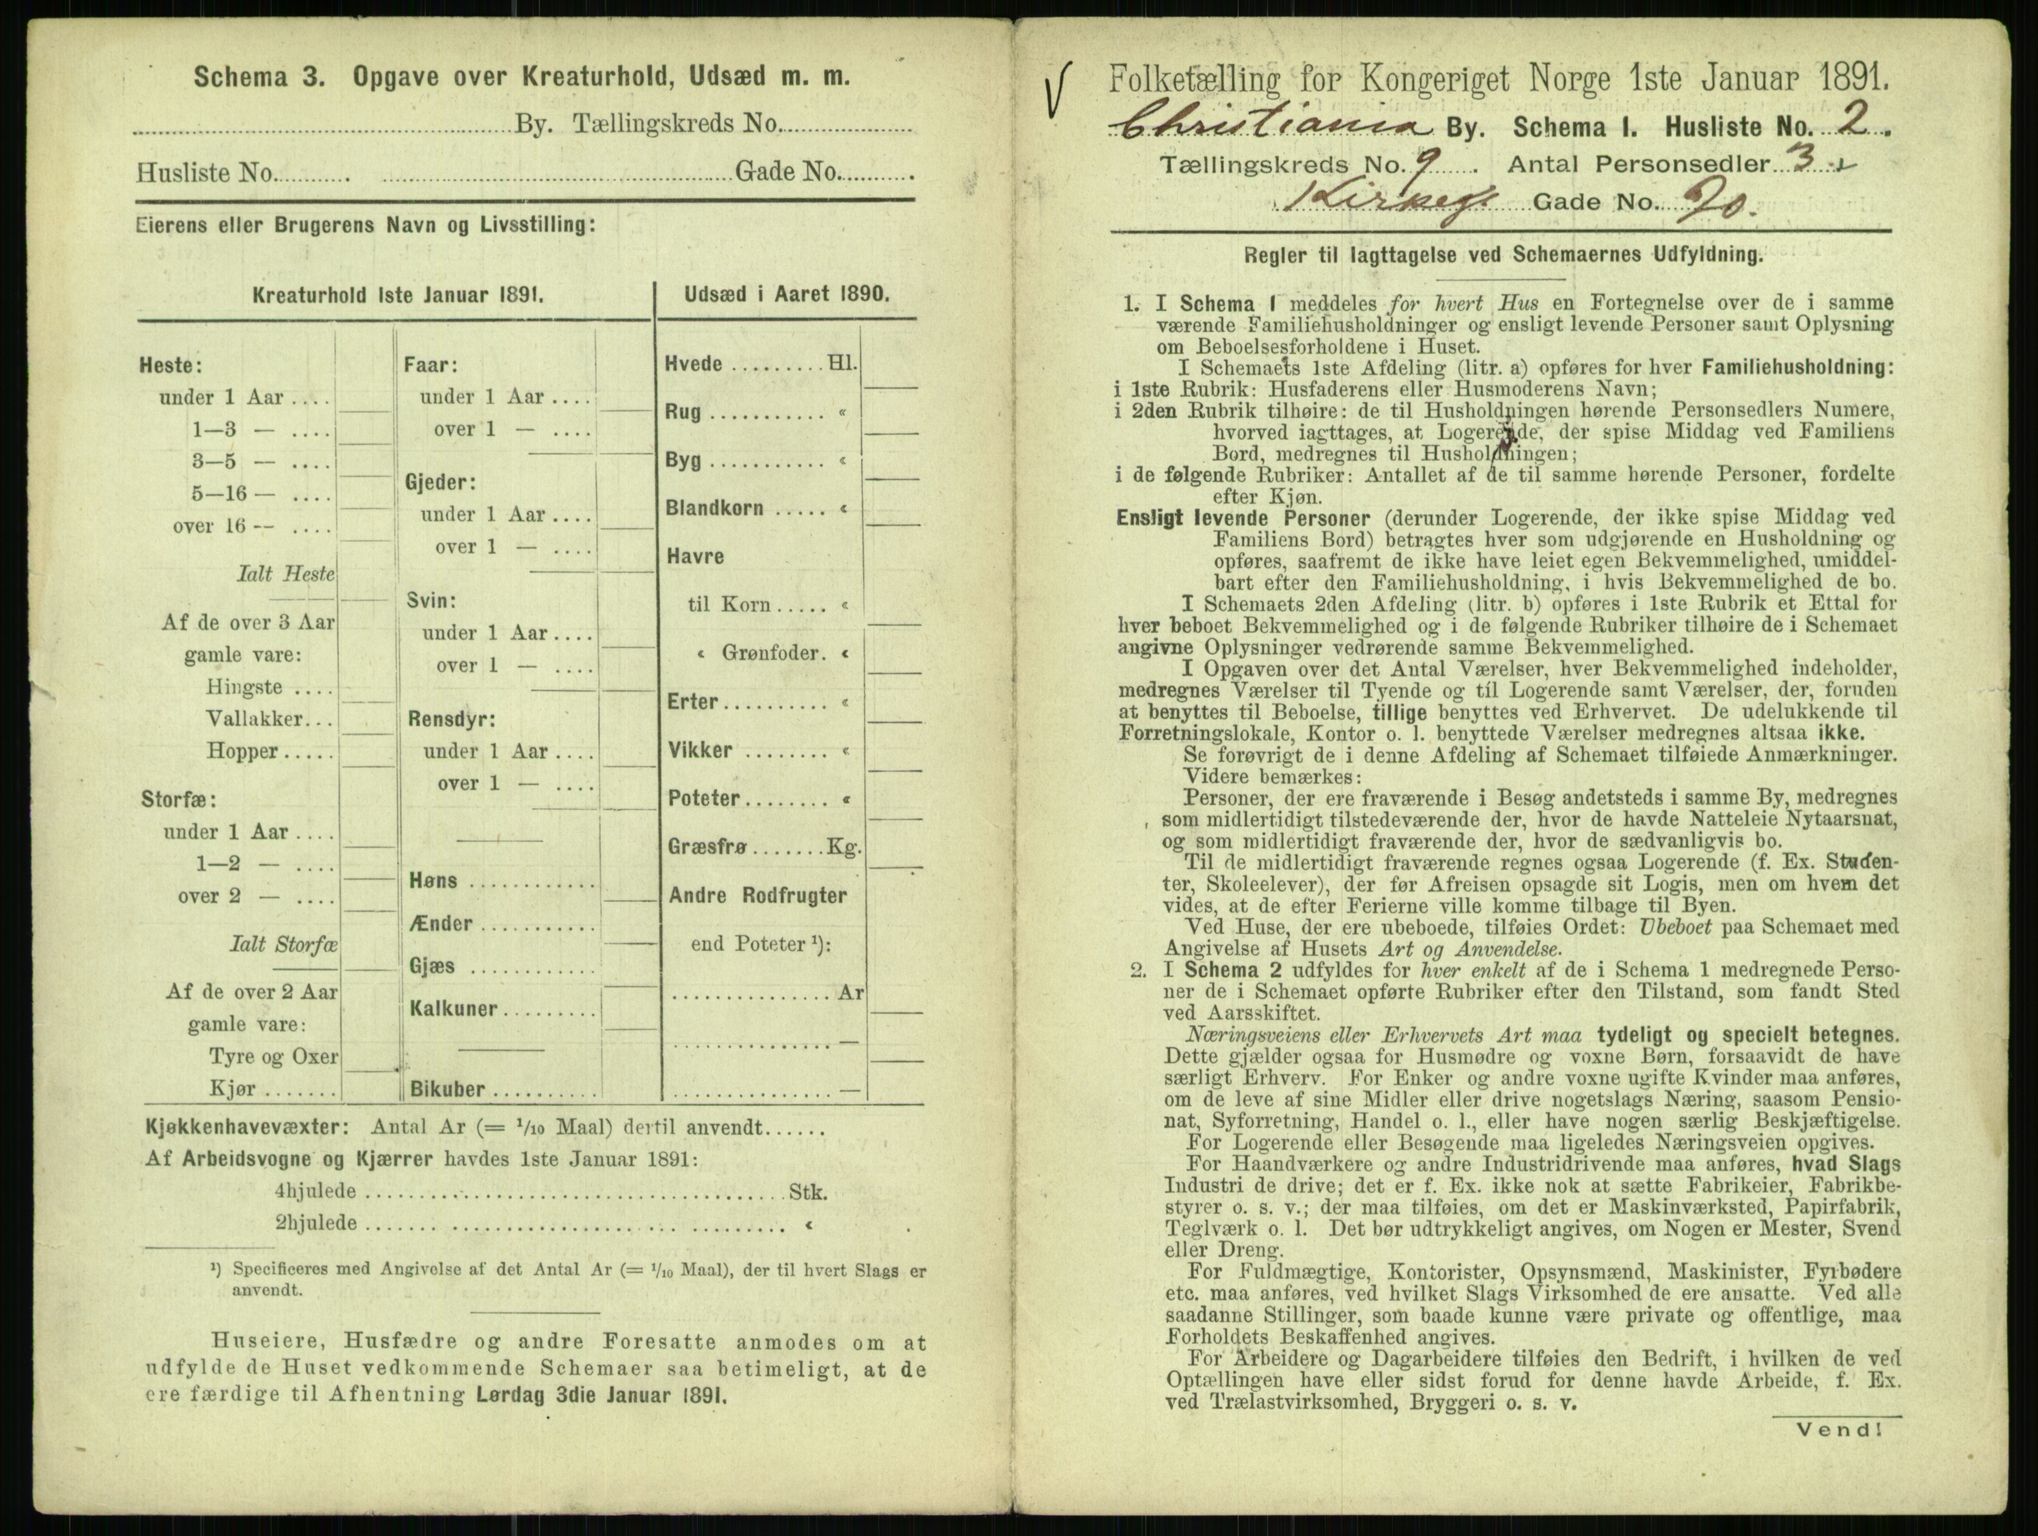 Schema 3. Opgave over Kreaturhold, Udsæd m. m.
By. Tællingskreds No.
Husliste No. Gade No.
Eierens eller Brugerens Navn og Livsstilling:
Kreaturhold 1ste Januar 1891.
Heste:
under 1 Aar ....
1—3 — ....
3—5 — ....
5—16 — ....
over 16 — ....
Ialt Heste
Af de over 3 Aar
gamle vare:
Hingste ....
Vallakker...
Hopper .....
Storfæ:
under 1 Aar ....
1—2 — ....
over 2 — ....
Ialt Storfæ
Af de over 2 Aar
gamle vare:
Tyre og Oxer
Kjør .......
Faar:
under 1 Aar ....
over 1 — ....
Gjeder:
under 1 Aar ....
over 1 — ....
Svin:
under 1 Aar ....
over 1 — ....
Rensdyr:
under 1 Aar ....
over 1 — ....
Høns ............
Ænder ...........
Gjæs ............
Kalkuner.........
Bikuber ..........
Udsæd i Aaret 1890.
Hvede ......... Hl.
Rug ........... «
Byg ........... «
Blandkorn ..... «
Havre
til Korn ..... «
« Grønfoder. «
Erter .......... «
Vikker ........ «
Poteter ........ «
Græsfrø ....... Kg.
Andre Rodfrugter
end Poteter ¹):
............... Ar
............... —
............... —
Kjøkkenhavevæxter: Antal Ar (= 1/10 Maal) dertil anvendt......
Af Arbeidsvogne og Kjærrer havdes 1ste Januar 1891:
4hjulede ........................................ Stk.
2hjulede ........................................ «
¹) Specificeres med Angivelse af det Antal Ar (= 1/10 Maal), der til hvert Slags er
anvendt.
Huseiere, Husfædre og andre Foresatte anmodes om at
udfylde de Huset vedkommende Schemaer saa betimeligt, at de
ere færdige til Afhentning Lørdag 3die Januar 1891.
V
Folketælling for Kongeriget Norge 1ste Januar 1891.
Christiania By. Schema I. Husliste No. 2.
Tællingskreds No. 9. Antal Personsedler 3
Kirkeg. Gade No. 20.
Regler til Iagttagelse ved Schemaernes Udfyldning.
1. I Schema 1 meddeles for hvert Hus en Fortegnelse over de i samme
værende Familiehusholdninger og ensligt levende Personer samt Oplysning
om Beboelsesforholdene i Huset.
I Schemaets 1ste Afdeling (litr. a) opføres for hver Familiehusholdning:
i 1ste Rubrik: Husfaderens eller Husmoderens Navn;
i 2den Rubrik tilhøire: de til Husholdningen hørende Personsedlers Numere,
hvorved iagttages, at Logerende, der spise Middag ved Familiens
Bord, medregnes til Husholdningen;
i de følgende Rubriker: Antallet af de til samme hørende Personer, fordelte
efter Kjøn.
Ensligt levende Personer (derunder Logerende, der ikke spise Middag ved
Familiens Bord) betragtes hver som udgjørende en Husholdning og
opføres, saafremt de ikke have leiet egen Bekvemmelighed, umiddel-
bart efter den Familiehusholdning, i hvis Bekvemmelighed de bo.
I Schemaets 2den Afdeling (litr. b) opføres i 1ste Rubrik et Ettal for
hver beboet Bekvemmelighed og i de følgende Rubriker tilhøire de i Schemaet
angivne Oplysninger vedrørende samme Bekvemmelighed.
I Opgaven over det Antal Værelser, hver Bekvemmelighed indeholder,
medregnes Værelser til Tyende og til Logerende samt Værelser, der, foruden
at benyttes til Beboelse, tillige benyttes ved Erhvervet. De udelukkende til
Forretningslokale, Kontor o. l. benyttede Værelser medregnes altsaa ikke.
Se forøvrigt de i denne Afdeling af Schemaet tilføiede Anmærkninger.
Videre bemærkes:
Personer, der ere fraværende i Besøg andetsteds i samme By, medregnes
som midlertidigt tilstedeværende der, hvor de havde Natteleie Nytaarsnat,
og som midlertidigt fraværende der, hvor de sædvanligvis bo.
Til de midlertidigt fraværende regnes ogsaa Logerende (f. Ex. Studen-
ter, Skoleelever), der før Afreisen opsagde sit Logis, men om hvem det
vides, at de efter Ferierne ville komme tilbage til Byen.
Ved Huse, der ere ubeboede, tilføies Ordet: Ubeboet paa Schemaet med
Angivelse af Husets Art og Anvendelse.
2. I Schema 2 udfyldes for hver enkelt af de i Schema 1 medregnede Perso-
ner de i Schemaet opførte Rubriker efter den Tilstand, som fandt Sted
ved Aarsskiftet.
Næringsveiens eller Erhvervets Art maa tydeligt og specielt betegnes.
Dette gjælder ogsaa for Husmødre og voxne Børn, forsaavidt de have
særligt Erhverv. For Enker og andre voxne ugifte Kvinder maa anføres,
om de leve af sine Midler eller drive nogetslags Næring, saasom Pensio-
nat, Syforretning, Handel o. l., eller have nogen særlig Beskjæftigelse.
For Logerende eller Besøgende maa ligeledes Næringsveien opgives.
For Haandværkere og andre Industridrivende maa anføres, hvad Slags
Industri de drive; det er f. Ex. ikke nok at sætte Fabrikeier, Fabrikbe-
styrer o. s. v.; der maa tilføies, om det er Maskinværksted, Papirfabrik,
Teglværk o. l. Det bør udtrykkeligt angives, om Nogen er Mester, Svend
eller Dreng.
For Fuldmægtige, Kontorister, Opsynsmænd, Maskinister, Fyrbødere
etc. maa anføres, ved hvilket Slags Virksomhed de ere ansatte. Ved alle
saadanne Stillinger, som baade kunne være private og offentlige, maa
Forholdets Beskaffenhed angives.
For Arbeidere og Dagarbeidere tilføies den Bedrift, i hvilken de ved
Optællingen have eller sidst forud for denne havde Arbeide, f. Ex.
ved Trælastvirksomhed, Bryggeri o. s. v.
Vend!